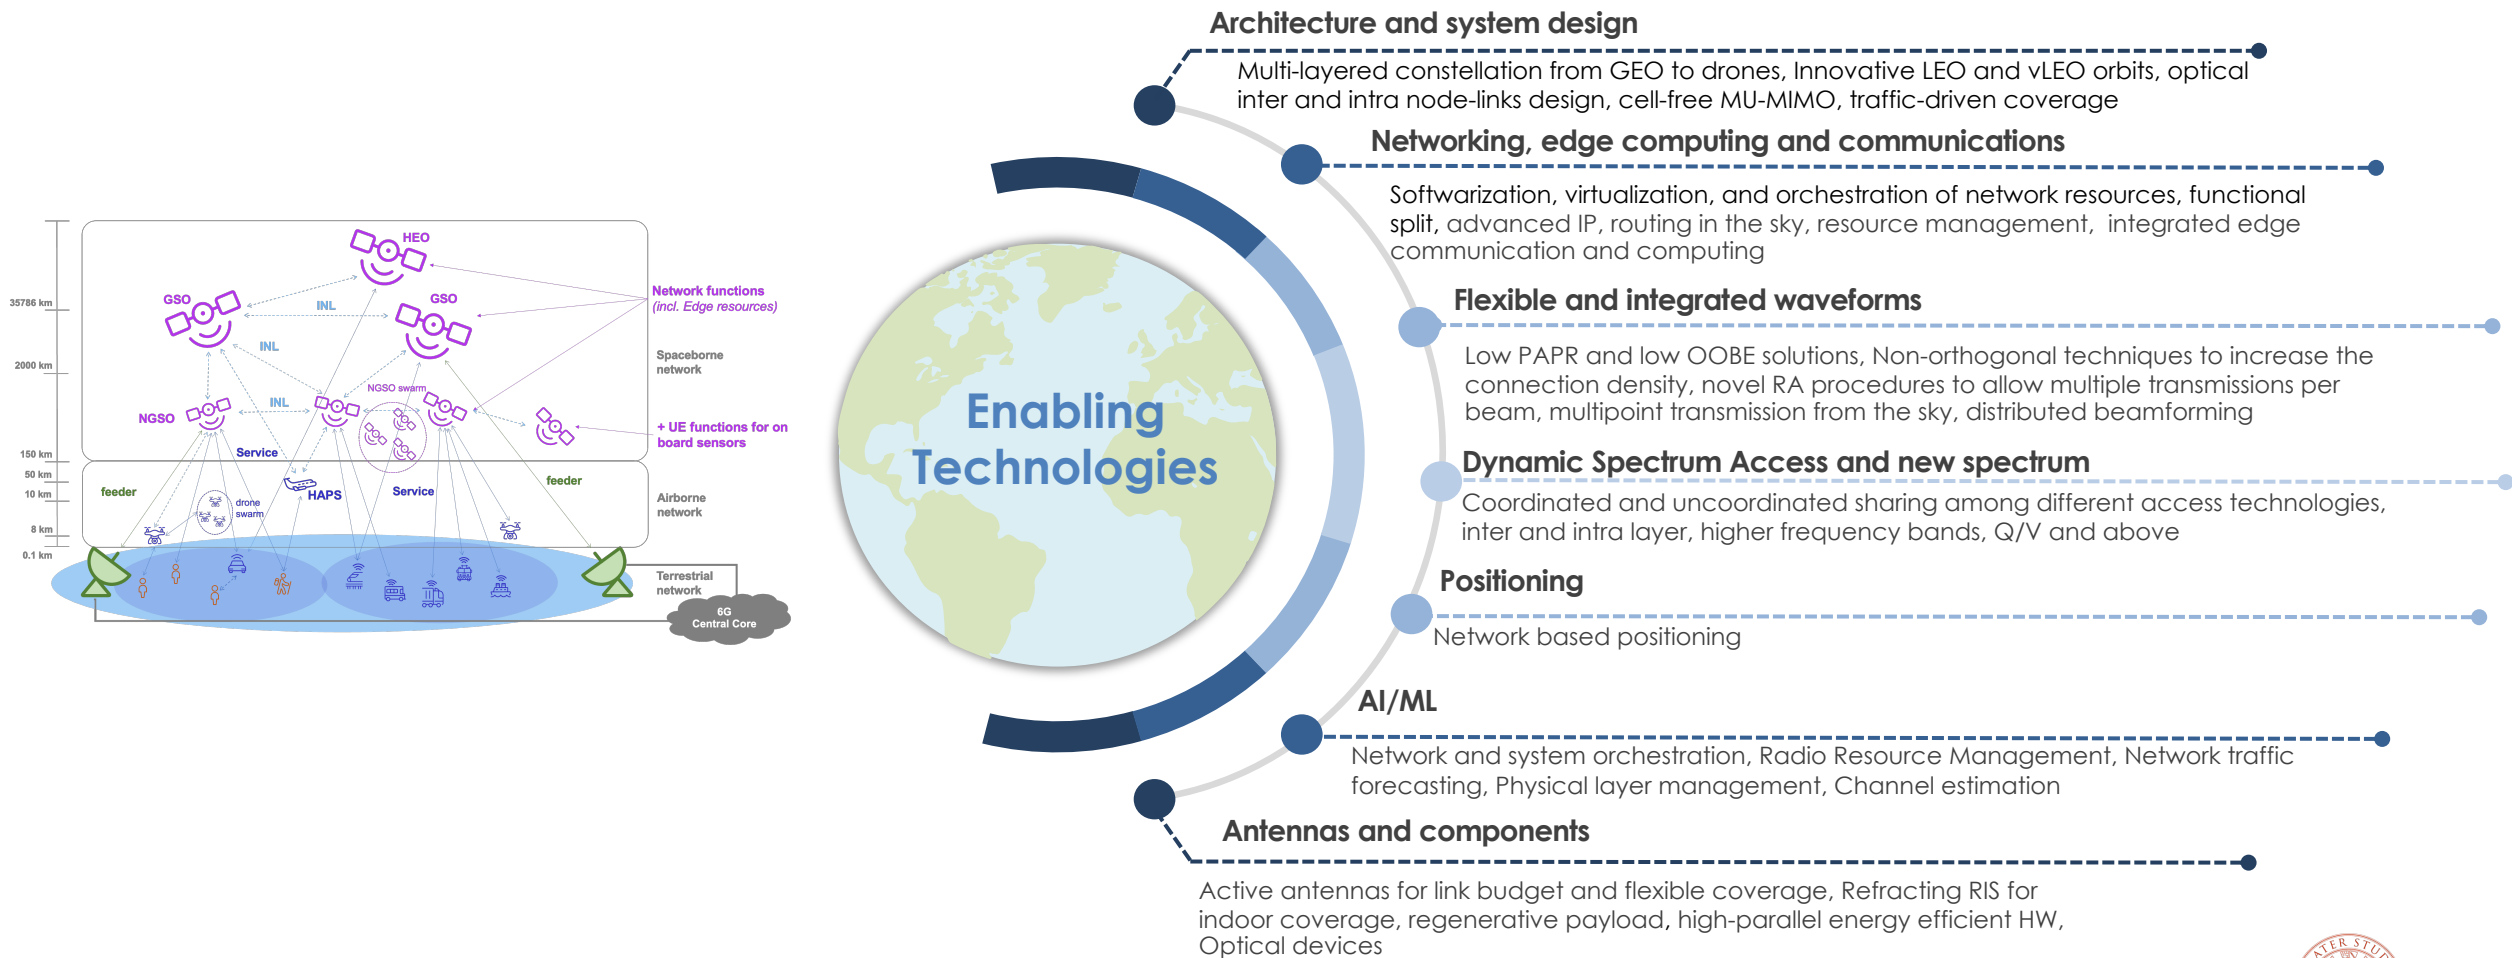 HEO
35786 km
GSO
GSO
INL
Network functions
(incl. Edge resources)
INL
Spaceborne
network
2000 km
NGSO swarm
INL
NGSO
+ UE functions for on
board sensors
150 km
Service
50 km
10 km
feeder
HAPS
Service
feeder
drone
swarm
Airborne
network
8 km
0.1 km
Terrestrial
network
6G
Central Core
Enabling
Technologies
Architecture and system design
Multi-layered constellation from GEO to drones, Innovative LEO and vLEO orbits, optical
inter and intra node-links design, cell-free MU-MIMO, traffic-driven coverage
Networking, edge computing and communications
Softwarization, virtualization, and orchestration of network resources, functional
split, advanced IP, routing in the sky, resource management, integrated edge
communication and computing
Flexible and integrated waveforms
Low PAPR and low OOBE solutions, Non-orthogonal techniques to increase the
connection density, novel RA procedures to allow multiple transmissions per
beam, multipoint transmission from the sky, distributed beamforming
Dynamic Spectrum Access and new spectrum
Coordinated and uncoordinated sharing among different access technologies,
inter and intra layer, higher frequency bands, Q/V and above
Positioning
Network based positioning
AI/ML
Network and system orchestration, Radio Resource Management, Network traffic
forecasting, Physical layer management, Channel estimation
Antennas and components
Active antennas for link budget and flexible coverage, Refracting RIS for
indoor coverage, regenerative payload, high-parallel energy efficient HW,
Optical devices